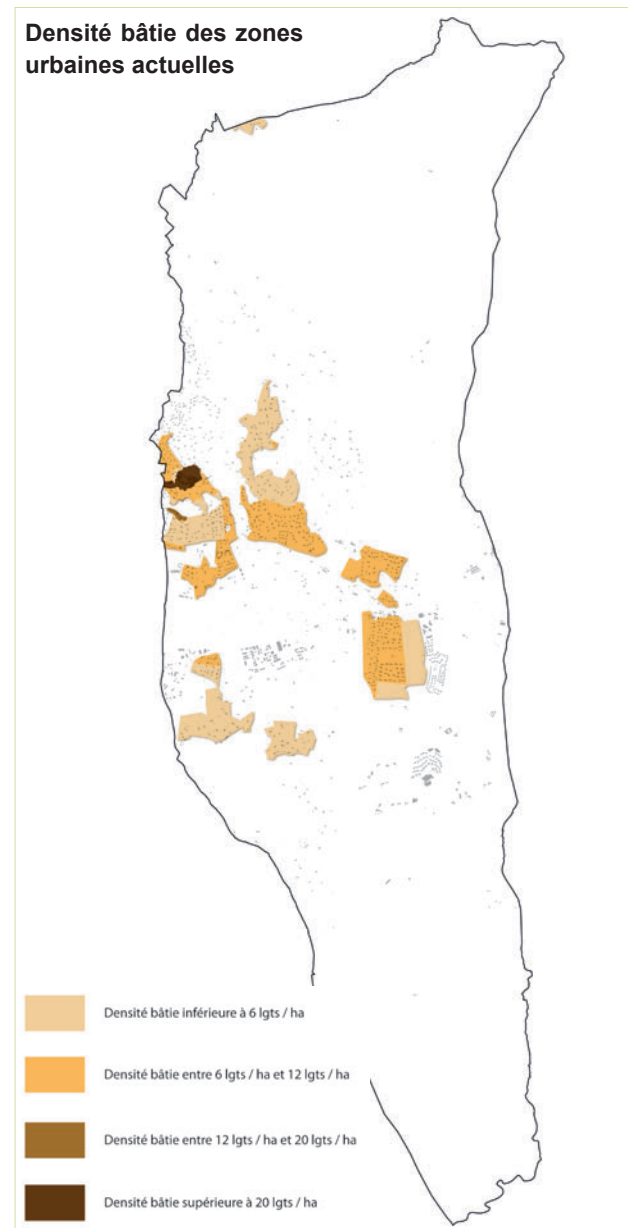 Densité bâtie des zones
urbaines actuelles
Densité bâtie inférieure à 6 lgts / ha
Densité bâtie entre 6 lgts / ha et 12 lgts / ha
Densité bâtie entre 12 lgts / ha et 20 lgts / ha
Densité bâtie supérieure à 20 lgts / ha